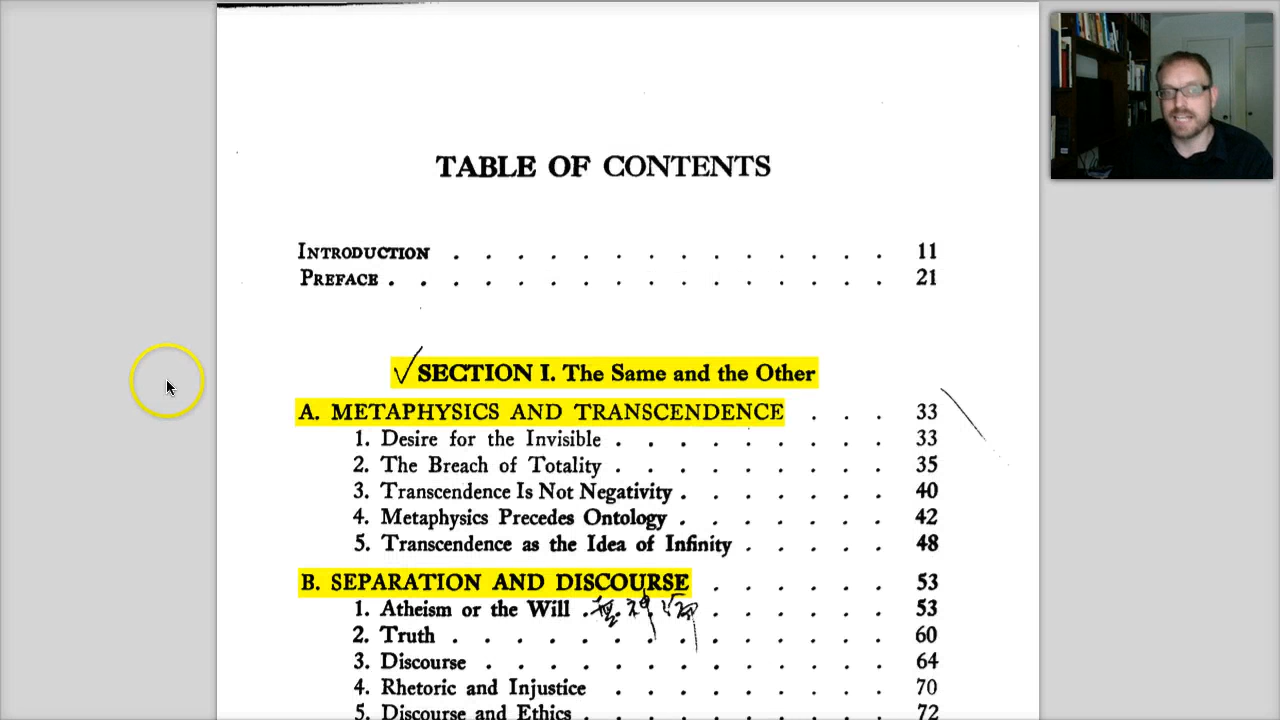 TABLE OF CONTENTS
INTRODUCTION . . . . . . . . . . . . . . 11
PREFACE . . . . . . . . . . . . . . . . 21
SECTION I. The Same and the Other
A. METAPHYSICS AND TRANSCENDENCE . . . 33
1. Desire for the Invisible . . . . . . . . . 33
2. The Breach of Totality . . . . . . . . . 35
3. Transcendence Is Not Negativity . . . . . . . 40
4. Metaphysics Precedes Ontology . . . . . . . 42
5. Transcendence as the Idea of Infinity . . . . . 48
B. SEPARATION AND DISCOURSE . . . . . . 53
1. Atheism or the Will . . . . . . . . . . 53
2. Truth . . . . . . . . . . . . . . 60
3. Discourse . . . . . . . . . . . . . 64
4. Rhetoric and Injustice . . . . . . . . . 70
5. Discourse and Ethics . . . . . . . . . . 72